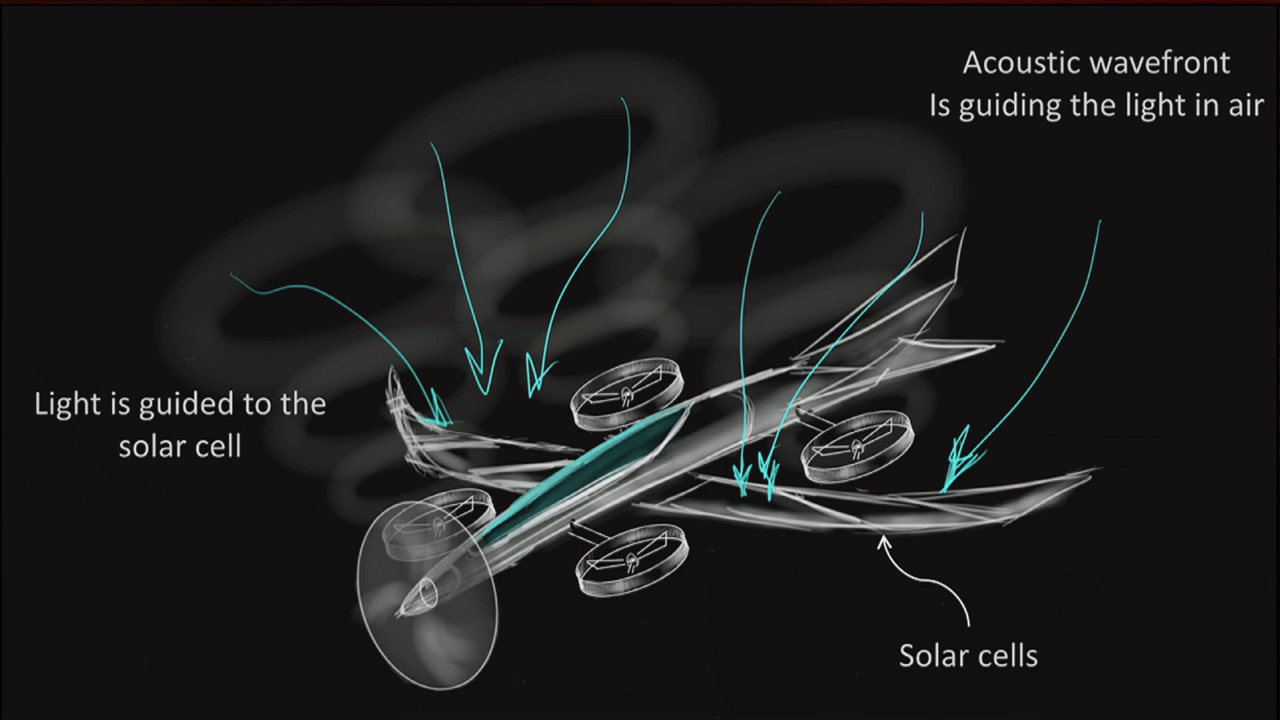 Acoustic wavefront
Is guiding the light in air
Light is guided to the
solar cell
Solar cells